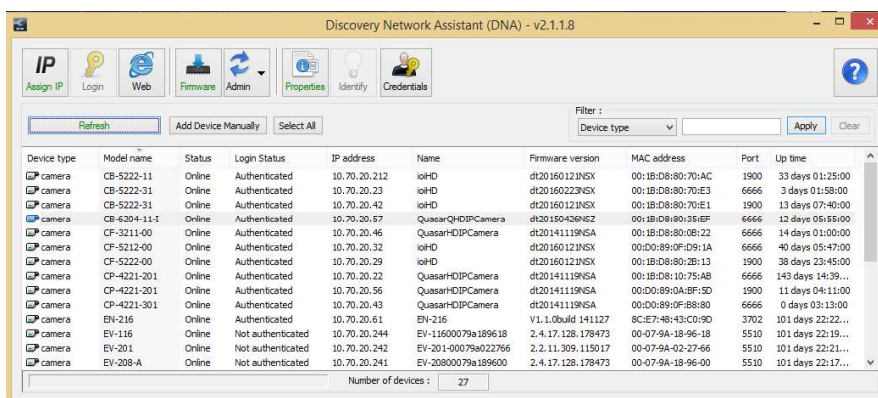 Discovery Network Assistant (DNA) - v2.1.1.8
IP
Assign IP Login Web Firmware Admin Properties Identify Credentials
Filter :
Refresh Add Device Manually Select All Device type Apply Clear
Device type Model name Status Login Status IP address Name Firmware version MAC address Port Up time
camera CB-5222-11 Online Authenticated 10.70.20.212 ioiHD dt20160121NSX 00:1B:D8:80:70:AC 1900 33 days 01:25:00
camera CB-5222-31 Online Authenticated 10.70.20.23 ioiHD dt20160223NSX 00:1B:D8:80:70:E3 6666 3 days 01:58:00
camera CB-5222-31 Online Authenticated 10.70.20.42 ioiHD dt20160121NSX 00:1B:D8:80:70:E1 1900 13 days 07:40:00
camera CB-6204-11-I Online Authenticated 10.70.20.57 QuasarQHDIPCamera dt20150426NSZ 00:1B:D8:80:35:EF 6666 12 days 05:55:00
camera CF-3211-00 Online Authenticated 10.70.20.46 QuasarHDIPCamera dt20141119NSA 00:1B:D8:80:0B:22 6666 14 days 01:00:00
camera CF-5212-00 Online Authenticated 10.70.20.32 ioiHD dt20160121NSX 00:D0:89:0F:D9:1A 6666 40 days 05:47:00
camera CF-5222-00 Online Authenticated 10.70.20.29 ioiHD dt20160121NSX 00:1B:D8:80:2B:13 1900 38 days 23:45:00
camera CP-4221-201 Online Authenticated 10.70.20.22 QuasarHDIPCamera dt20141119NSA 00:1B:D8:10:75:AB 6666 143 days 14:39...
camera CP-4221-201 Online Authenticated 10.70.20.56 QuasarHDIPCamera dt20141119NSA 00:D0:89:0A:BF:5D 1900 11 days 04:11:00
camera CP-4221-301 Online Authenticated 10.70.20.43 QuasarHDIPCamera dt20141119NSA 00:D0:89:0F:B8:80 6666 0 days 03:13:00
camera EN-216 Online Authenticated 10.70.20.61 EN-216 V1.1.0build 141127 8C:E7:48:43:C0:9D 3702 101 days 22:22...
camera EV-116 Online Not authenticated 10.70.20.244 EV-11600079a189618 2.4.17.128.178473 00-07-9A-18-96-18 5510 101 days 22:19...
camera EV-201 Online Not authenticated 10.70.20.242 EV-201-00079a022766 2.2.11.309.115017 00-07-9A-02-27-66 5510 101 days 22:21...
camera EV-208-A Online Not authenticated 10.70.20.241 EV-20800079a189600 2.4.17.128.178473 00-07-9A-18-96-00 5510 101 days 22:17...
Number of devices : 27